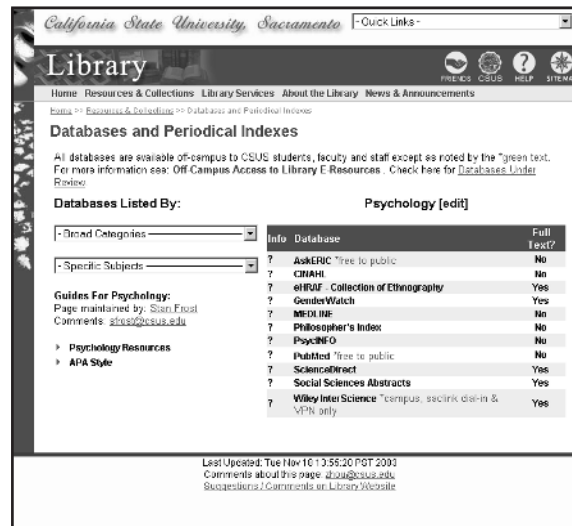 California State University, Sacramento
- Quick Links -
Library
FRIENDS CSUS HELP SITE MA
Home Resources & Collections Library Services About the Library News & Announcements
Home >> Resources & Collections >> Databases and Periodical Indexes
Databases and Periodical Indexes
All databases are available off-campus to CSUS students, faculty and staff except as noted by the *green text.
For more information see: Off-Campus Access to Library E-Resources . Check here for Databases Under
Review
Databases Listed By:
- Broad Categories
- Specific Subjects
Guides For Psychology:
Page maintained by: Stan Frost
Comments: sfrost@csus.edu
Psychology Resources
APA Style
Psychology [edit]
Info Database Full Text?
? AskERIC *free to public No
? CINAHL No
? eHRAF - Collection of Ethnography Yes
? GenderWatch Yes
? MEDLINE No
? Philosopher's Index No
? PsycINFO No
? PubMed *free to public No
? ScienceDirect Yes
? Social Sciences Abstracts Yes
? Wiley InterScience *campus, saclink dial-in & Yes
VPN only
Last Updated: Tue Nov 18 13:55:20 PST 2003
Comments about this page: zhou@csus.edu
Suggestions / Comments on Library Website